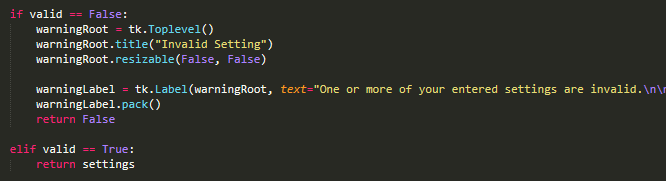 if valid == False:
    warningRoot = tk.Toplevel()
    warningRoot.title("Invalid Setting")
    warningRoot.resizable(False, False)

    warningLabel = tk.Label(warningRoot, text="One or more of your entered settings are invalid.\n\n
    warningLabel.pack()
    return False

elif valid == True:
    return settings